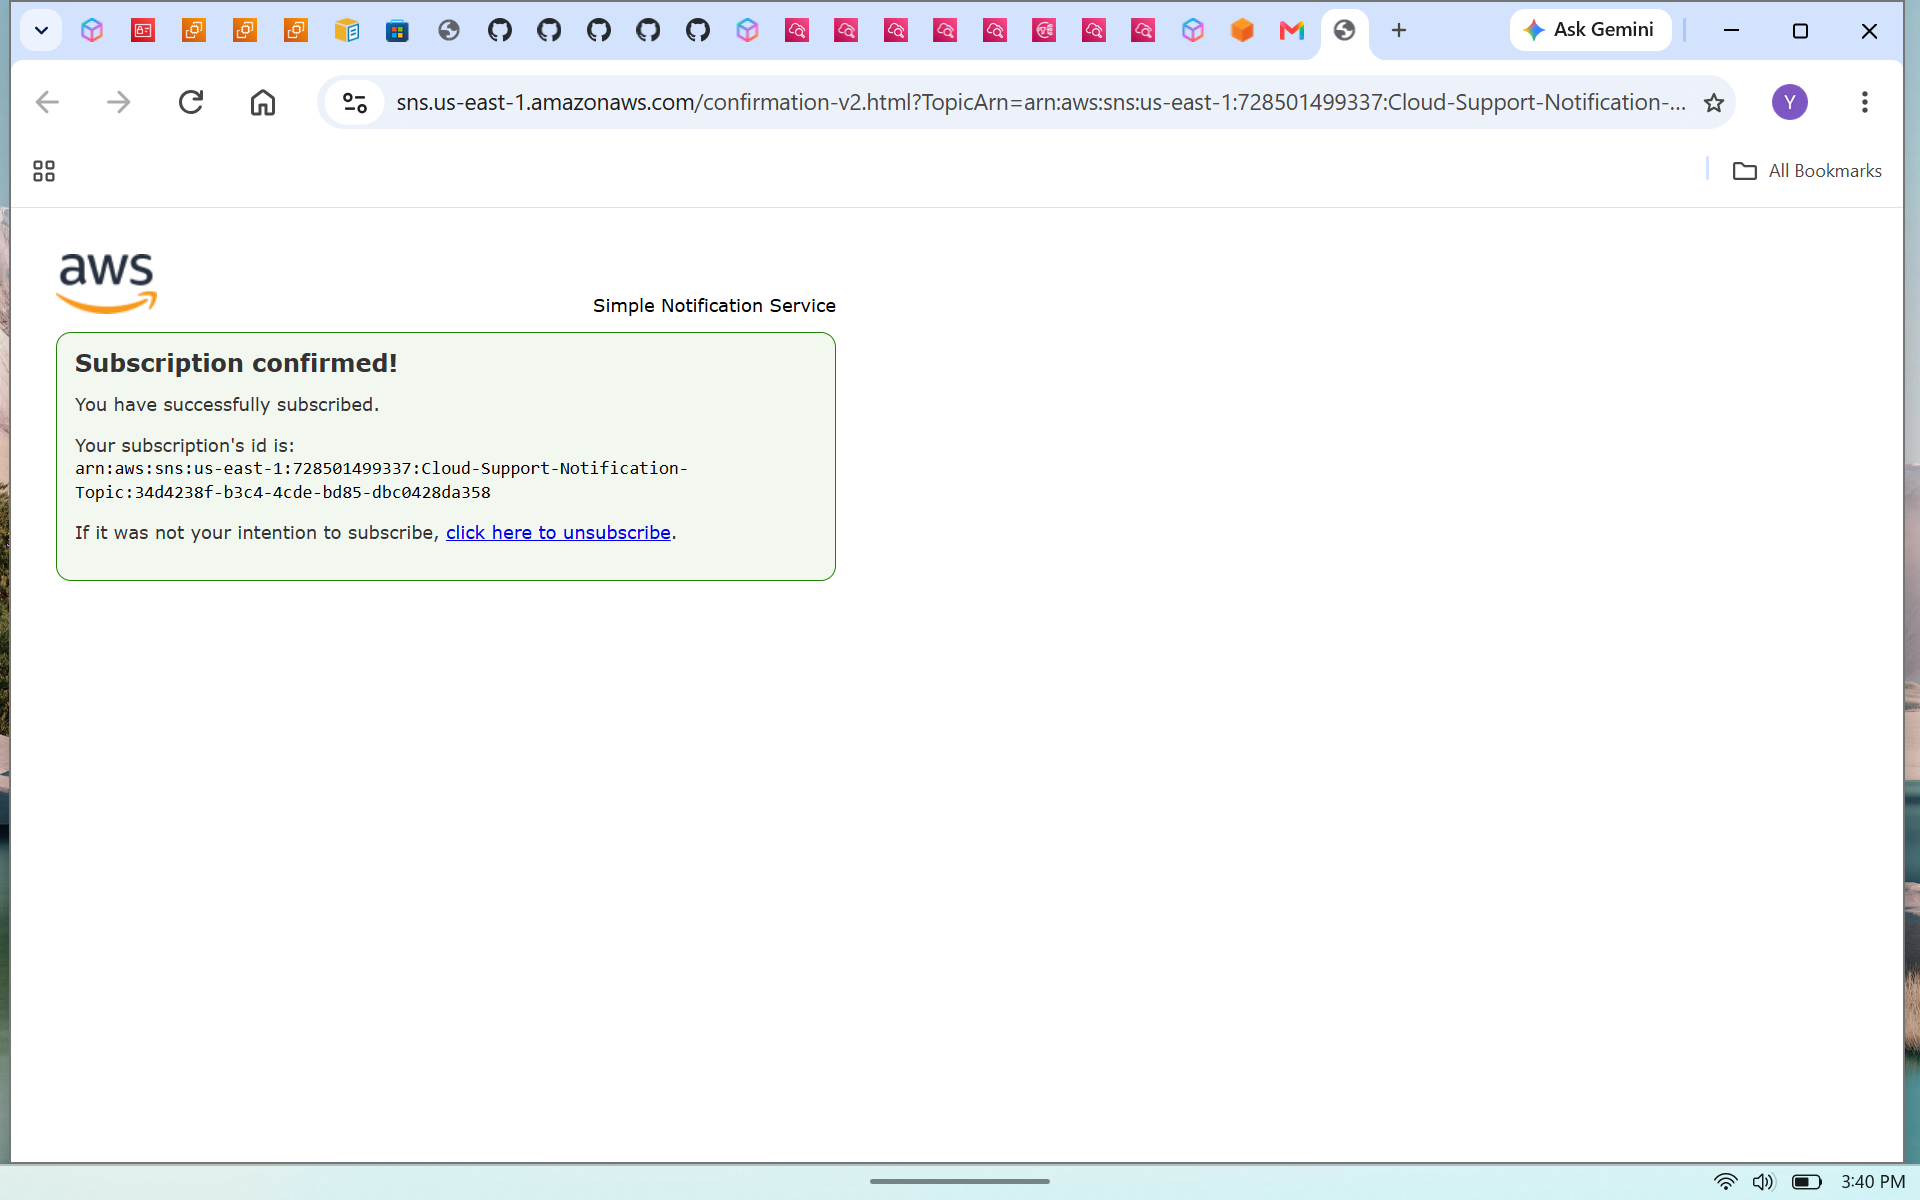 Ask Gemini
sns.us-east-1.amazonaws.com/confirmation-v2.html?TopicArn=arn:aws:sns:us-east-1:728501499337:Cloud-Support-Notification-...
Y
All Bookmarks
aws
Simple Notification Service
Subscription confirmed!
You have successfully subscribed.
Your subscription's id is:
arn:aws:sns:us-east-1:728501499337:Cloud-Support-Notification-
Topic:34d4238f-b3c4-4cde-bd85-dbc0428da358
If it was not your intention to subscribe, click here to unsubscribe.
3:40 PM